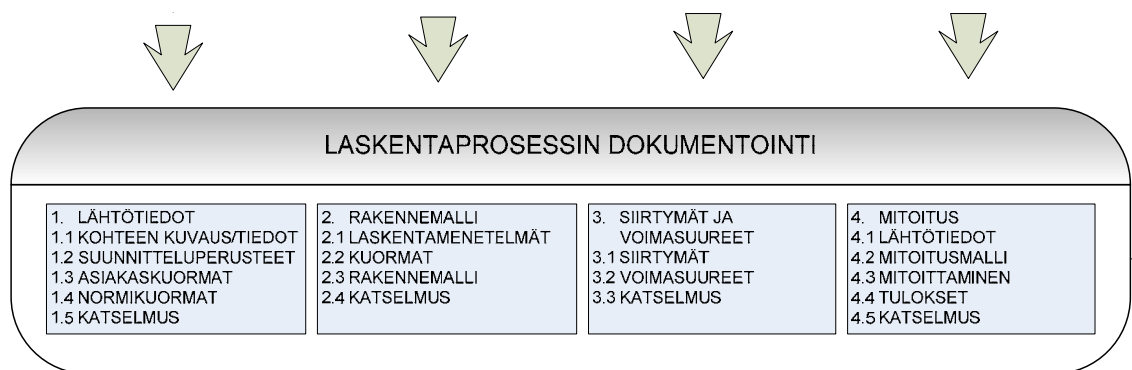 LASKENTAPROSESSIN DOKUMENTOINTI
1. LÄHTÖTIEDOT
1.1 KOHTEEN KUVAUS/TIEDOT
1.2 SUUNNITTELUPERUSTEET
1.3 ASIAKASKUORMAT
1.4 NORMIKUORMAT
1.5 KATSELMUS
2. RAKENNEMALLI
2.1 LASKENTAMENETELMÄT
2.2 KUORMAT
2.3 RAKENNEMALLI
2.4 KATSELMUS
3. SIIRTYMÄT JA
VOIMASUUREET
3.1 SIIRTYMÄT
3.2 VOIMASUUREET
3.3 KATSELMUS
4. MITOITUS
4.1 LÄHTÖTIEDOT
4.2 MITOITUSMALLI
4.3 MITOITTAMINEN
4.4 TULOKSET
4.5 KATSELMUS